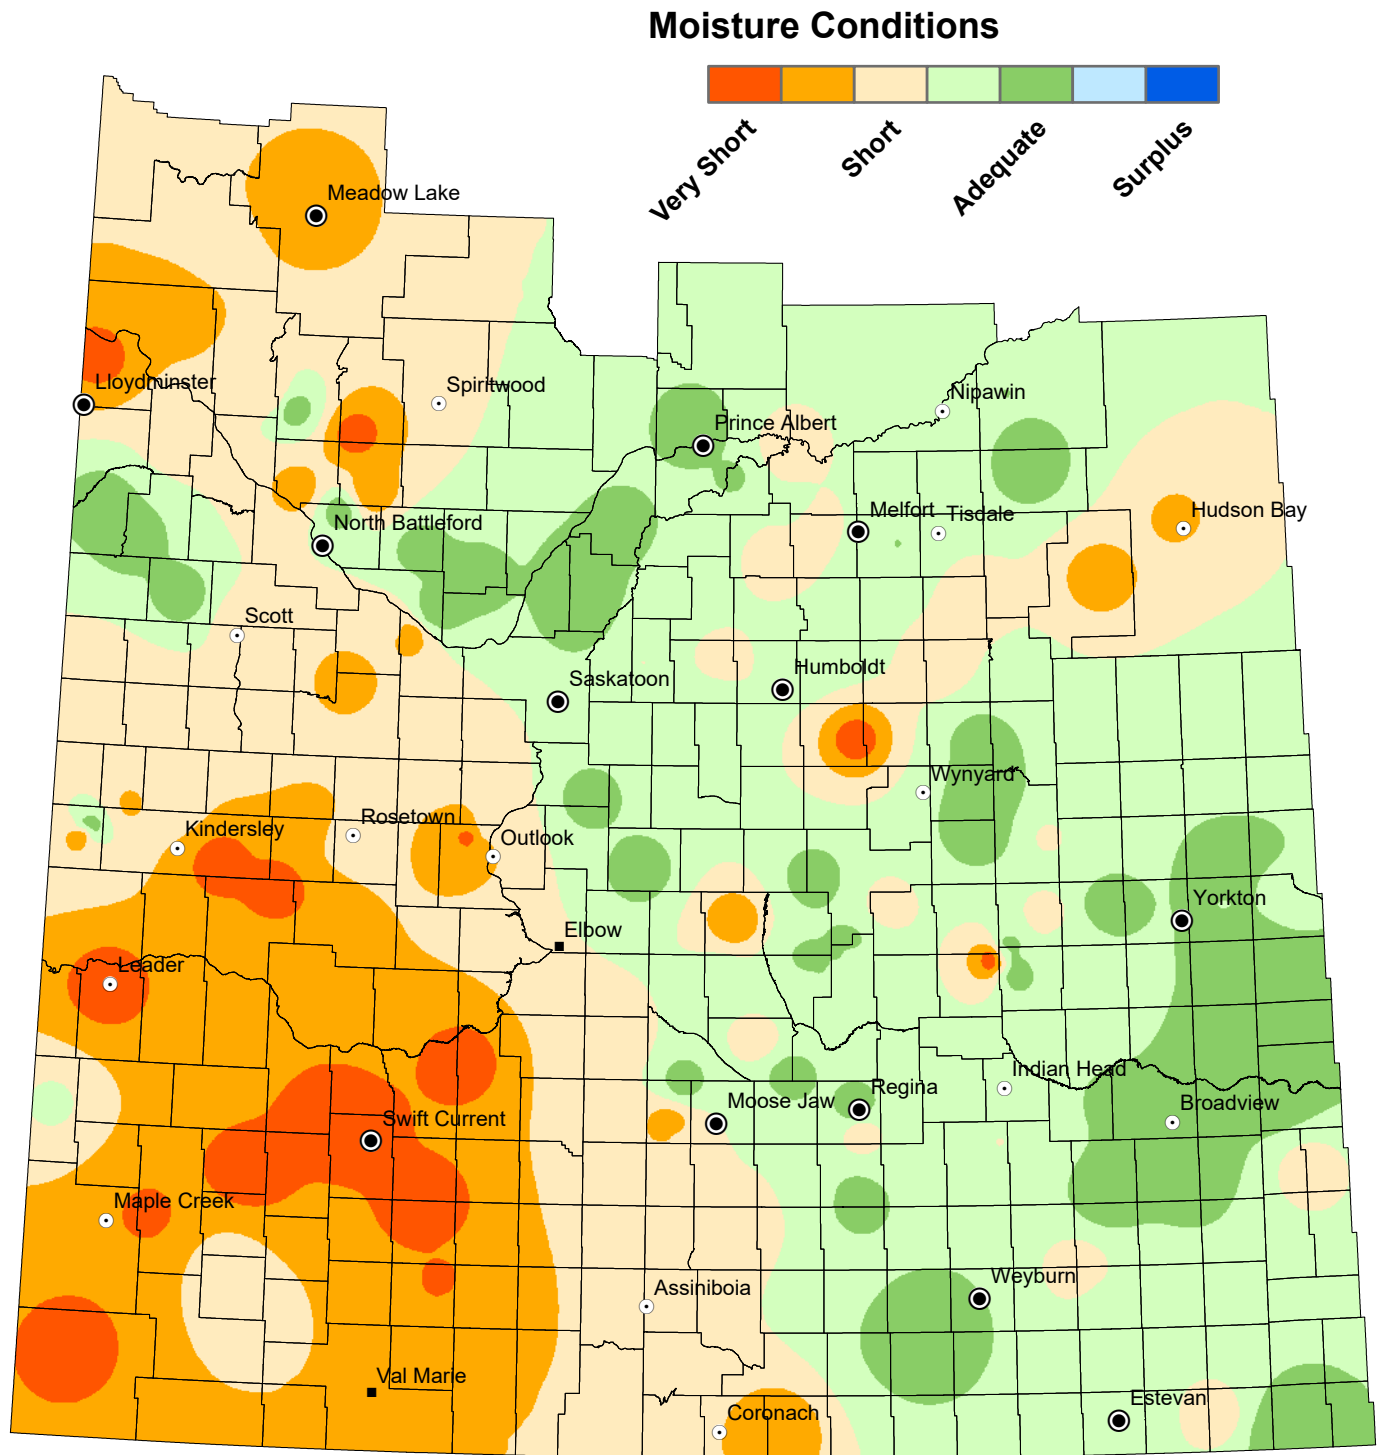 Moisture Conditions
Very Short
Short
Adequate
Surplus
Meadow Lake
Lloydminster
Spiritwood
Nipawin
Prince Albert
Hudson Bay
Melfort
Tisdale
North Battleford
Scott
Saskatoon
Humboldt
Wynyard
Rosetown
Kindersley
Outlook
Yorkton
Elbow
Leader
Indian Head
Regina
Moose Jaw
Broadview
Swift Current
Maple Creek
Weyburn
Assiniboia
Val Marie
Estevan
Coronach